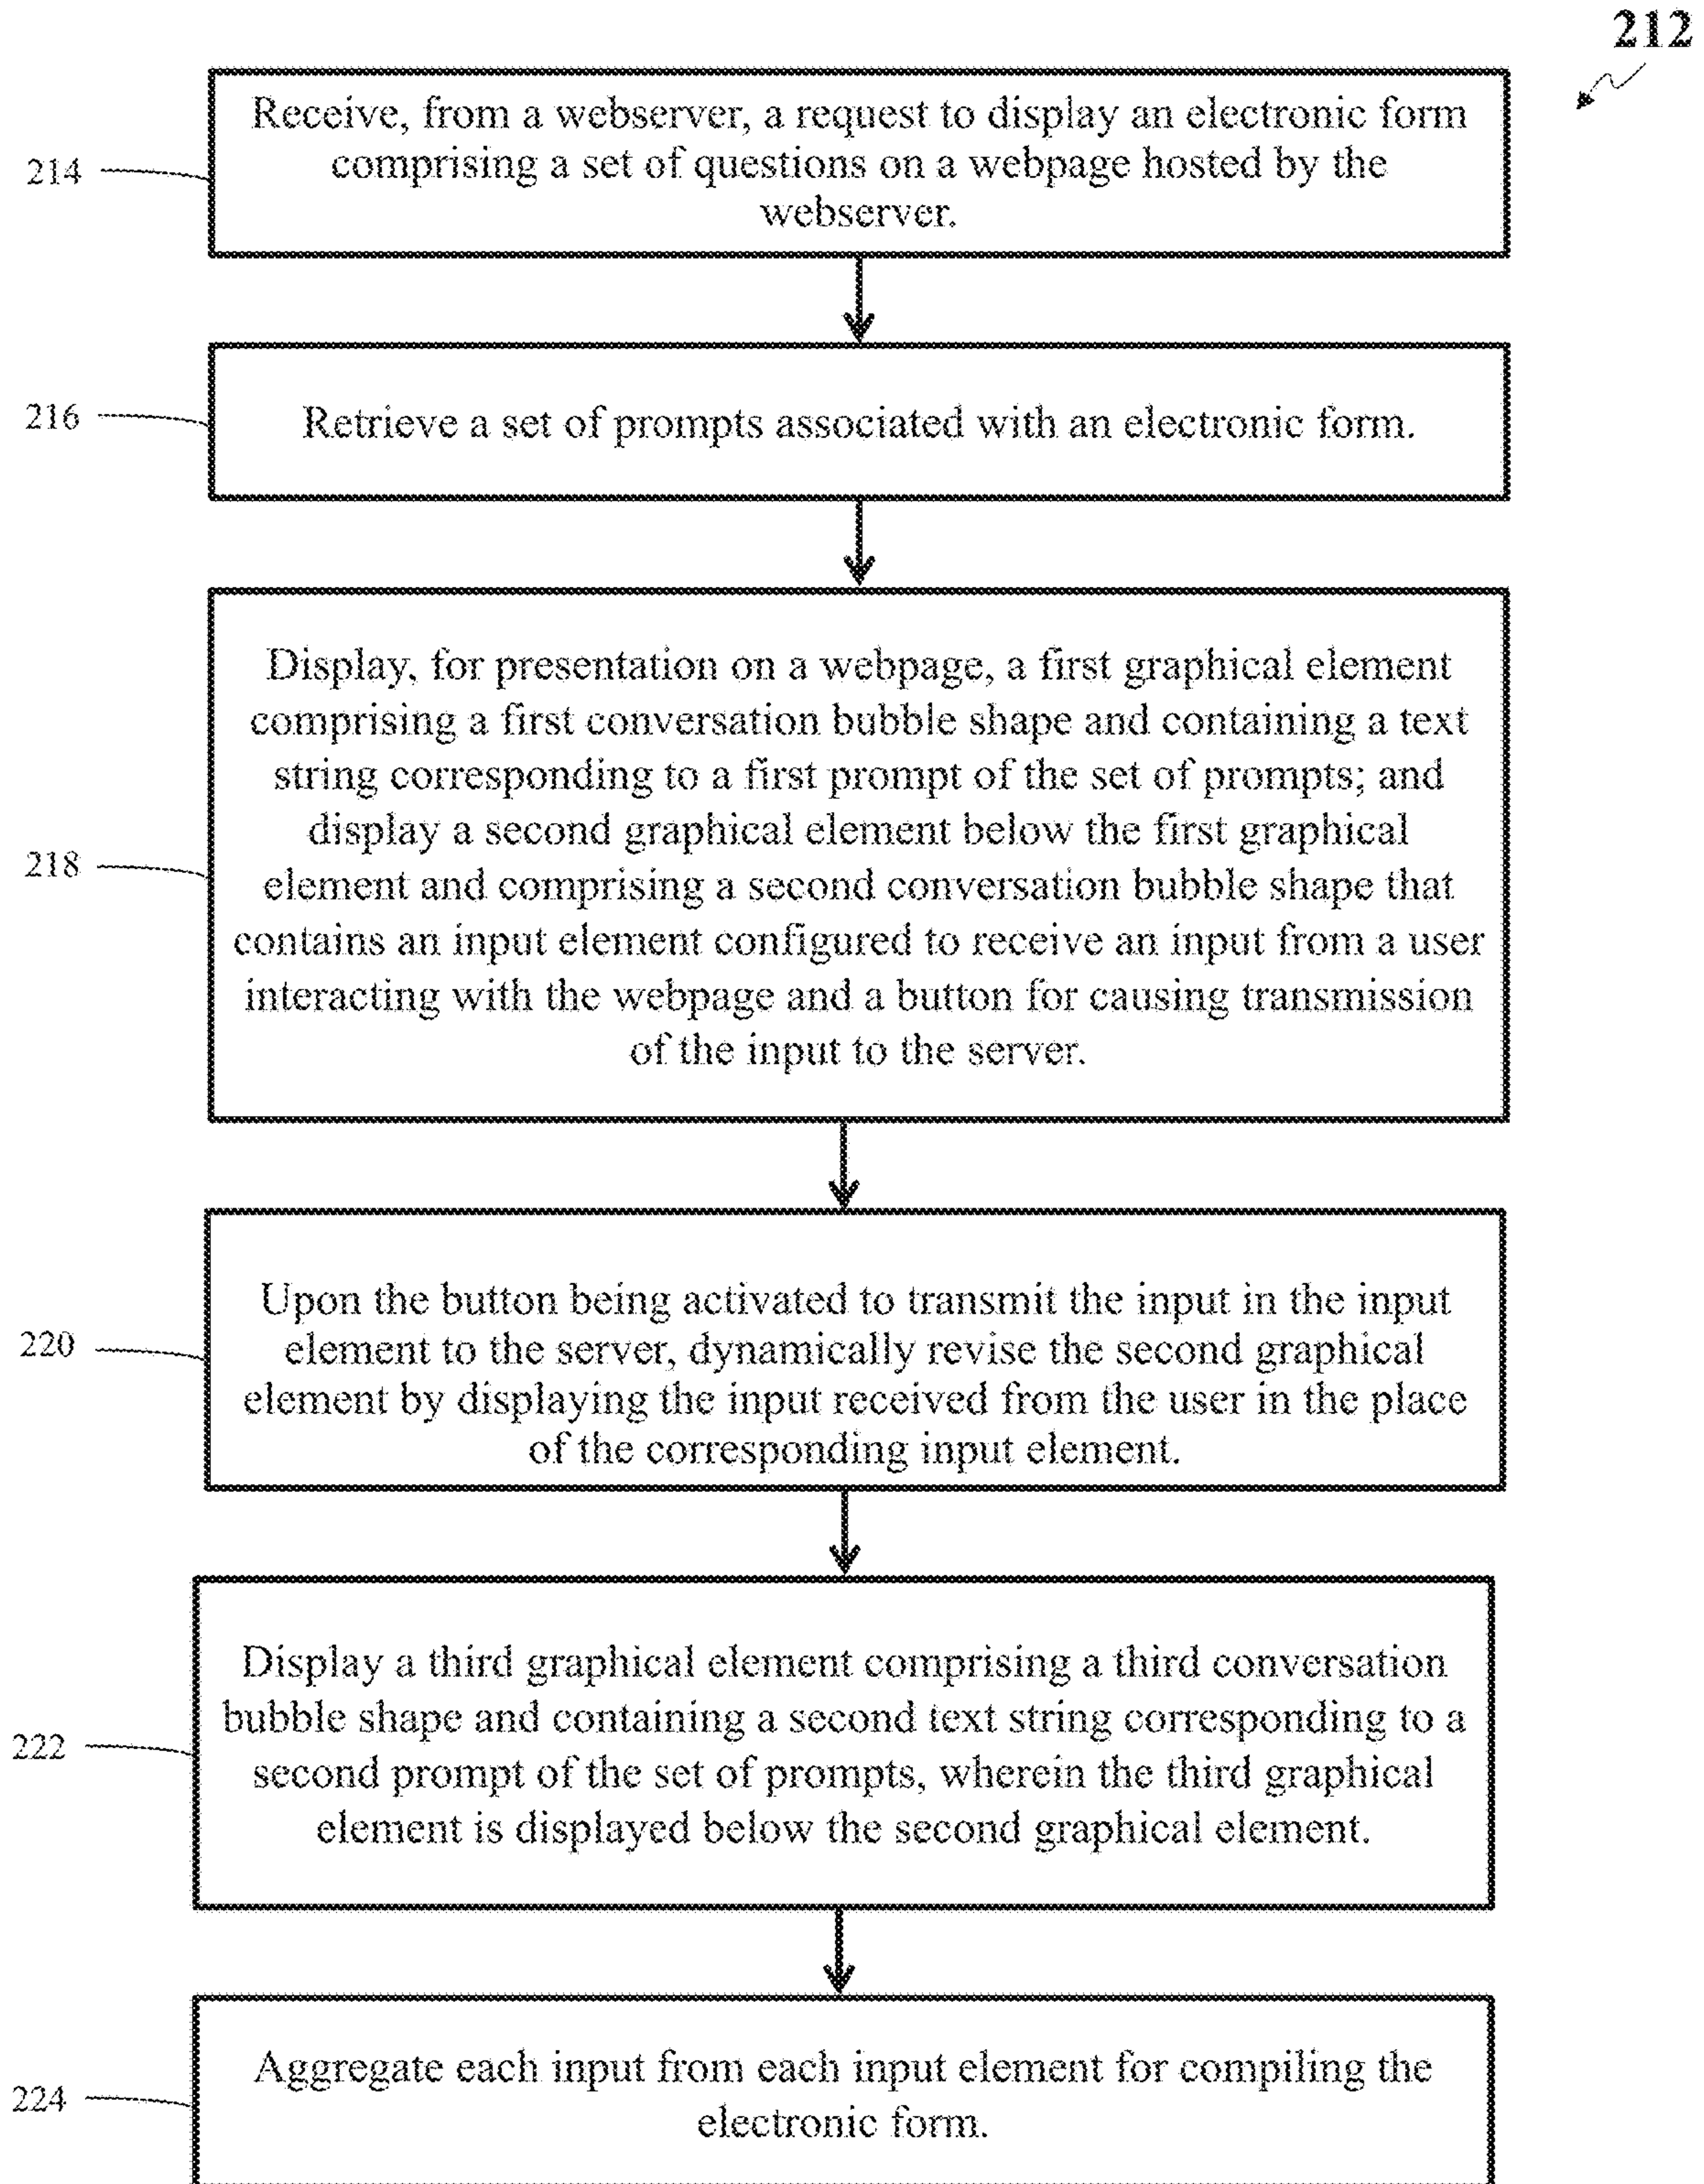 212
Receive, from a webserver, a request to display an electronic form
comprising a set of questions on a webpage hosted by the
webserver.
214
216
Retrieve a set of prompts associated with an electronic form.
Display, for presentation on a webpage, a first graphical element
comprising a first conversation bubble shape and containing a text
string corresponding to a first prompt of the set of prompts; and
display a second graphical element below the first graphical
218
element and comprising a second conversation bubble shape that
contains an input element configured to receive an input from a user
interacting with the webpage and a button for causing transmission
of the input to the server.
Upon the button being activated to transmit the input in the input
220
element to the server, dynamically revise the second graphical
element by displaying the input received from the user in the place
of the corresponding input element.
Display a third graphical element comprising a third conversation
bubble shape and containing a second text string corresponding to a
222
second prompt of the set of prompts, wherein the third graphical
element is displayed below the second graphical element.
Aggregate each input from each input element for compiling the
224
electronic form.